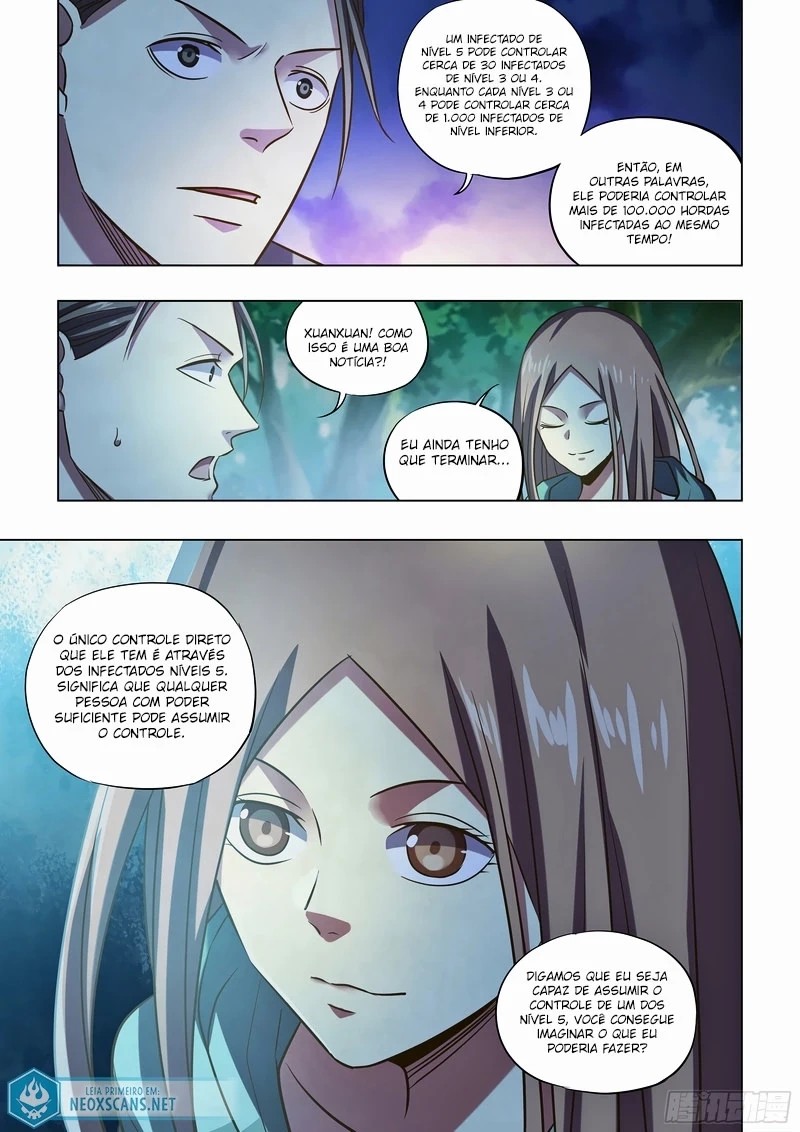 UM INFECTADO DE
NÍVEL 5 PODE CONTROLAR
CERCA DE 30 INFECTADOS
DE NÍVEL 3 OU 4.
ENQUANTO CADA NÍVEL 3 OU
4 PODE CONTROLAR CERCA
DE 1.000 INFECTADOS DE
NÍVEL INFERIOR.
ENTÃO, EM
OUTRAS PALAVRAS,
ELE PODERIA CONTROLAR
MAIS DE 100.000 HORDAS
INFECTADAS AO MESMO
TEMPO!
XUANXUAN! COMO
ISSO É UMA BOA
NOTÍCIA?!
EU AINDA TENHO
QUE TERMINAR...
O ÚNICO CONTROLE DIRETO
QUE ELE TEM É ATRAVÉS
DOS INFECTADOS NÍVEIS 5.
SIGNIFICA QUE QUALQUER
PESSOA COM PODER
SUFICIENTE PODE ASSUMIR
O CONTROLE.
DIGAMOS QUE EU SEJA
CAPAZ DE ASSUMIR O
CONTROLE DE UM DOS
NÍVEL 5, VOCÊ CONSEGUE
IMAGINAR O QUE EU
PODERIA FAZER?
LEIA PRIMEIRO EM:
NEOXSCANS.NET
腾讯动漫